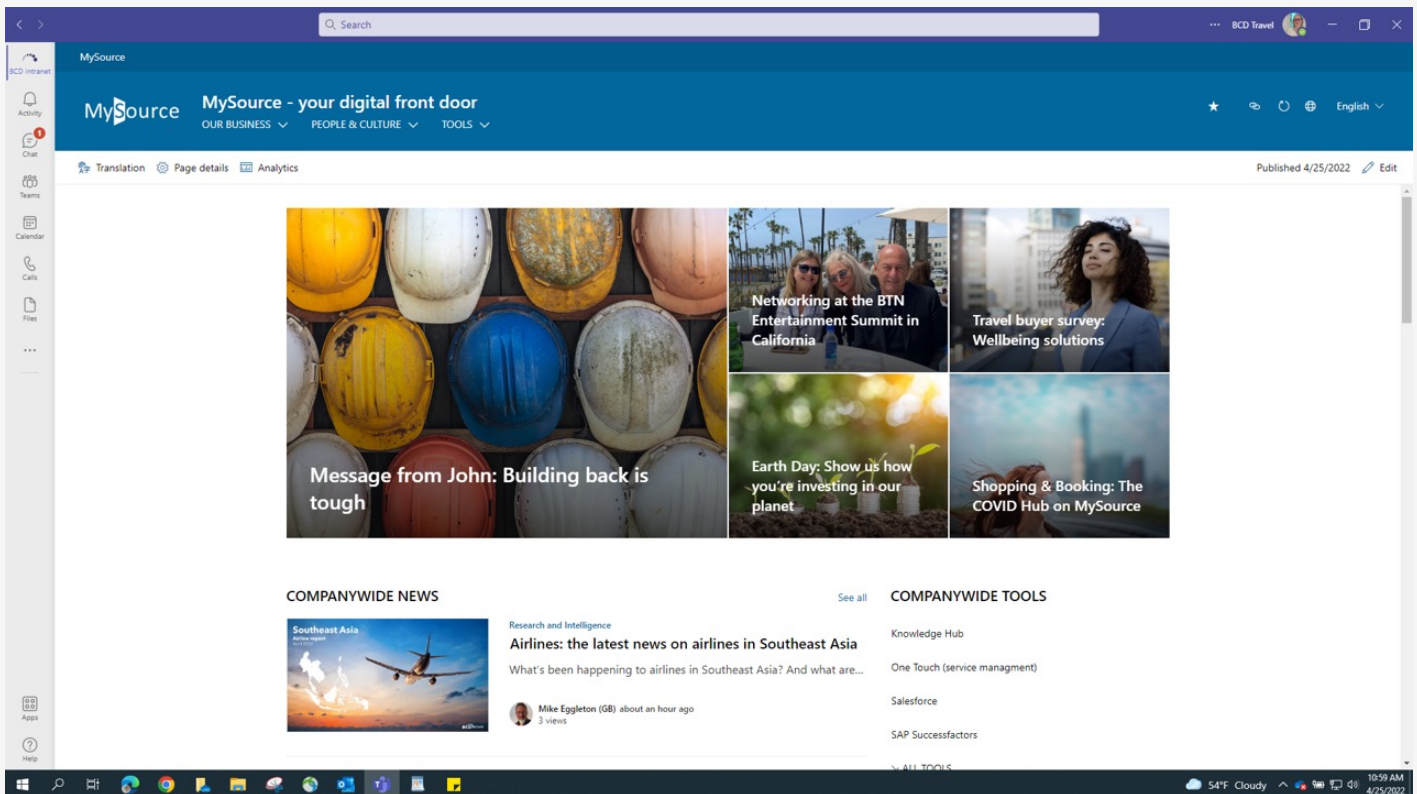 Search
BCD Travel
BCD Intranet
Activity
1
Chat
Teams
Calendar
Calls
Files
Apps
Help
MySource
MySource
MySource - your digital front door
OUR BUSINESS
PEOPLE & CULTURE
TOOLS
English
Translation
Page details
Analytics
Published 4/25/2022
Edit
Message from John: Building back is
tough
Networking at the BTN
Entertainment Summit in
California
Travel buyer survey:
Wellbeing solutions
Earth Day: Show us how
you're investing in our
planet
Shopping & Booking: The
COVID Hub on MySource
COMPANYWIDE NEWS
See all
Southeast Asia
Airline report
Research and Intelligence
Airlines: the latest news on airlines in Southeast Asia
What's been happening to airlines in Southeast Asia? And what are...
Mike Eggleton (GB) about an hour ago
3 views
COMPANYWIDE TOOLS
Knowledge Hub
One Touch (service managment)
Salesforce
SAP Successfactors
ALL TOOLS
54°F Cloudy
10:59 AM
4/25/2022